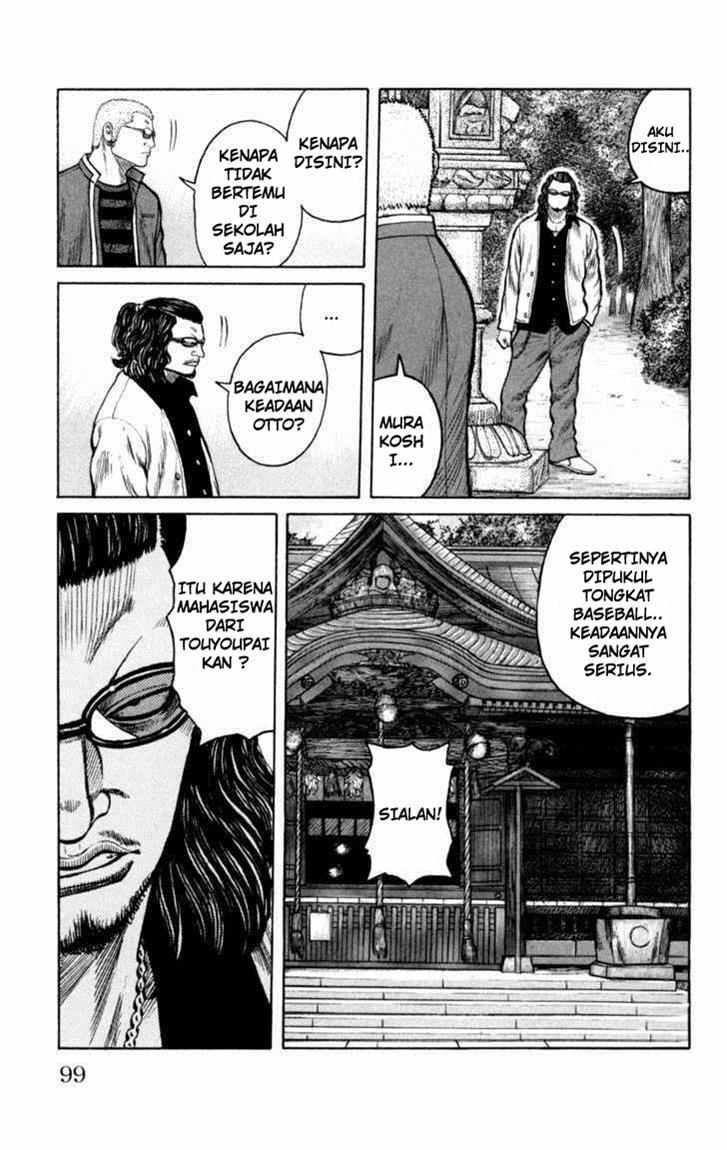 AKU
DISINI..
MURA
KOSH
I...
KENAPA
DISINI?
KENAPA
TIDAK
BERTEMU
DI
SEKOLAH
SAJA?
...
BAGAIMANA
KEADAAN
OTTO?
SEPERTINYA
DIPUKUL
TONGKAT
BASEBALL..
KEADAANNYA
SANGAT
SERIUS.
SIALAN!
ITU KARENA
MAHASISWA
DARI
TOUYOUPAI
KAN ?
99